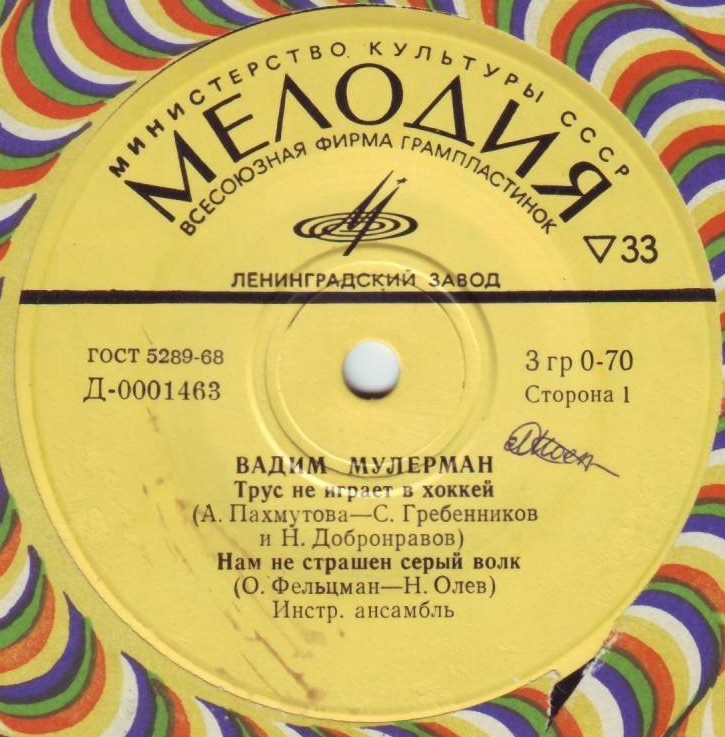 МИНИСТЕРСТВО КУЛЬТУРЫ СССР
МЕЛОДИЯ
ВСЕСОЮЗНАЯ ФИРМА ГРАМПЛАСТИНОК
33
ЛЕНИНГРАДСКИЙ ЗАВОД
ГОСТ 5289-68
3 гр 0-70
Д-0001463
Сторона 1
ВАДИМ МУЛЕРМАН
Трус не играет в хоккей
(А. Пахмутова—С. Гребенников
и Н. Добронравов)
Нам не страшен серый волк
(О. Фельцман—Н. Олев)
Инстр. ансамбль